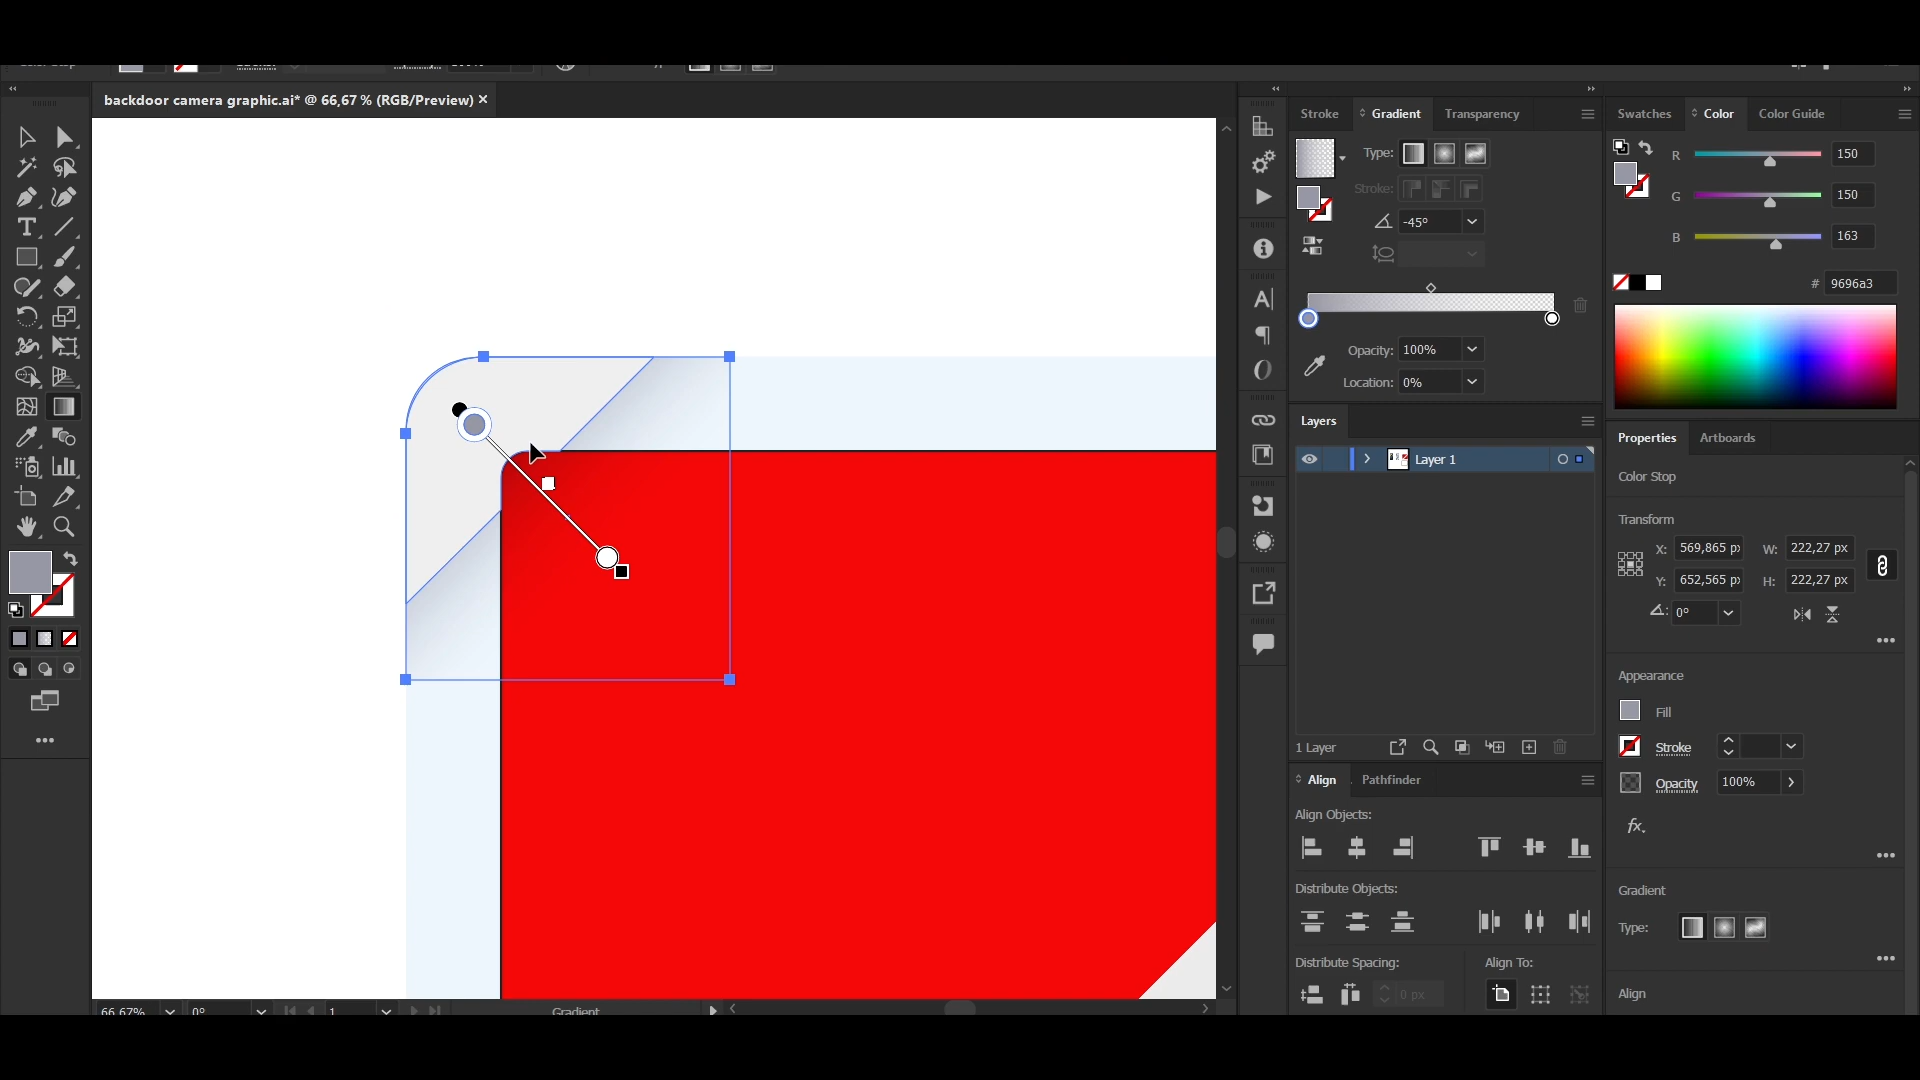 backdoor camera graphic.ai* @ 66,67 % (RGB/Preview) ×
Stroke Gradient Transparency
Type:
Stroke:
-45°
Opacity: 100%
Location: 0%
Swatches Color Color Guide
R 150
G 150
B 163
# 9696a3
Layers
Layer 1
1 Layer
Properties Artboards
Color Stop
Transform
X: 569,865 p W: 222,27 px
Y: 652,565 p H: 222,27 px
0°
Appearance
Fill
Stroke
Opacity 100%
fx
Gradient
Type:
Align
Align Pathfinder
Align Objects:
Distribute Objects:
Distribute Spacing: Align To:
0 px
66,67% 0° 1 Gradient